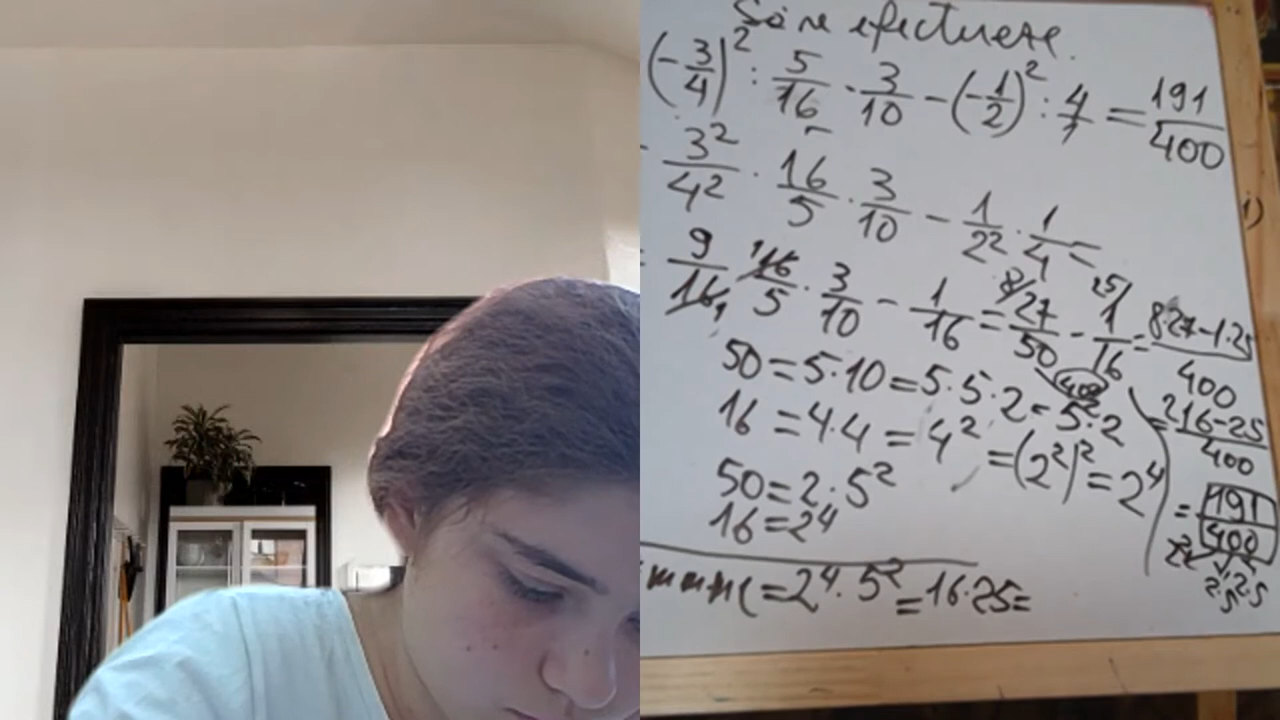 Să se efectueze.
(-3/4)² : 5/16 · 3/10 - (-1/2)² : 4/1 = 191/400
3²/4² · 16/5 · 3/10 - 1/2² · 1/4 =
= 9/16 · 16/5 · 3/10 - 1/16 = 27/50 - 1/16 = 8·27-1·25/400
50 = 5·10 = 5·5·2 = 5²·2
= 216-25/400
16 = 4·4 = 4² = (2²)² = 2⁴
50 = 2·5²
= 191/400
16 = 2⁴
= 2⁴·5² = 16·25 =